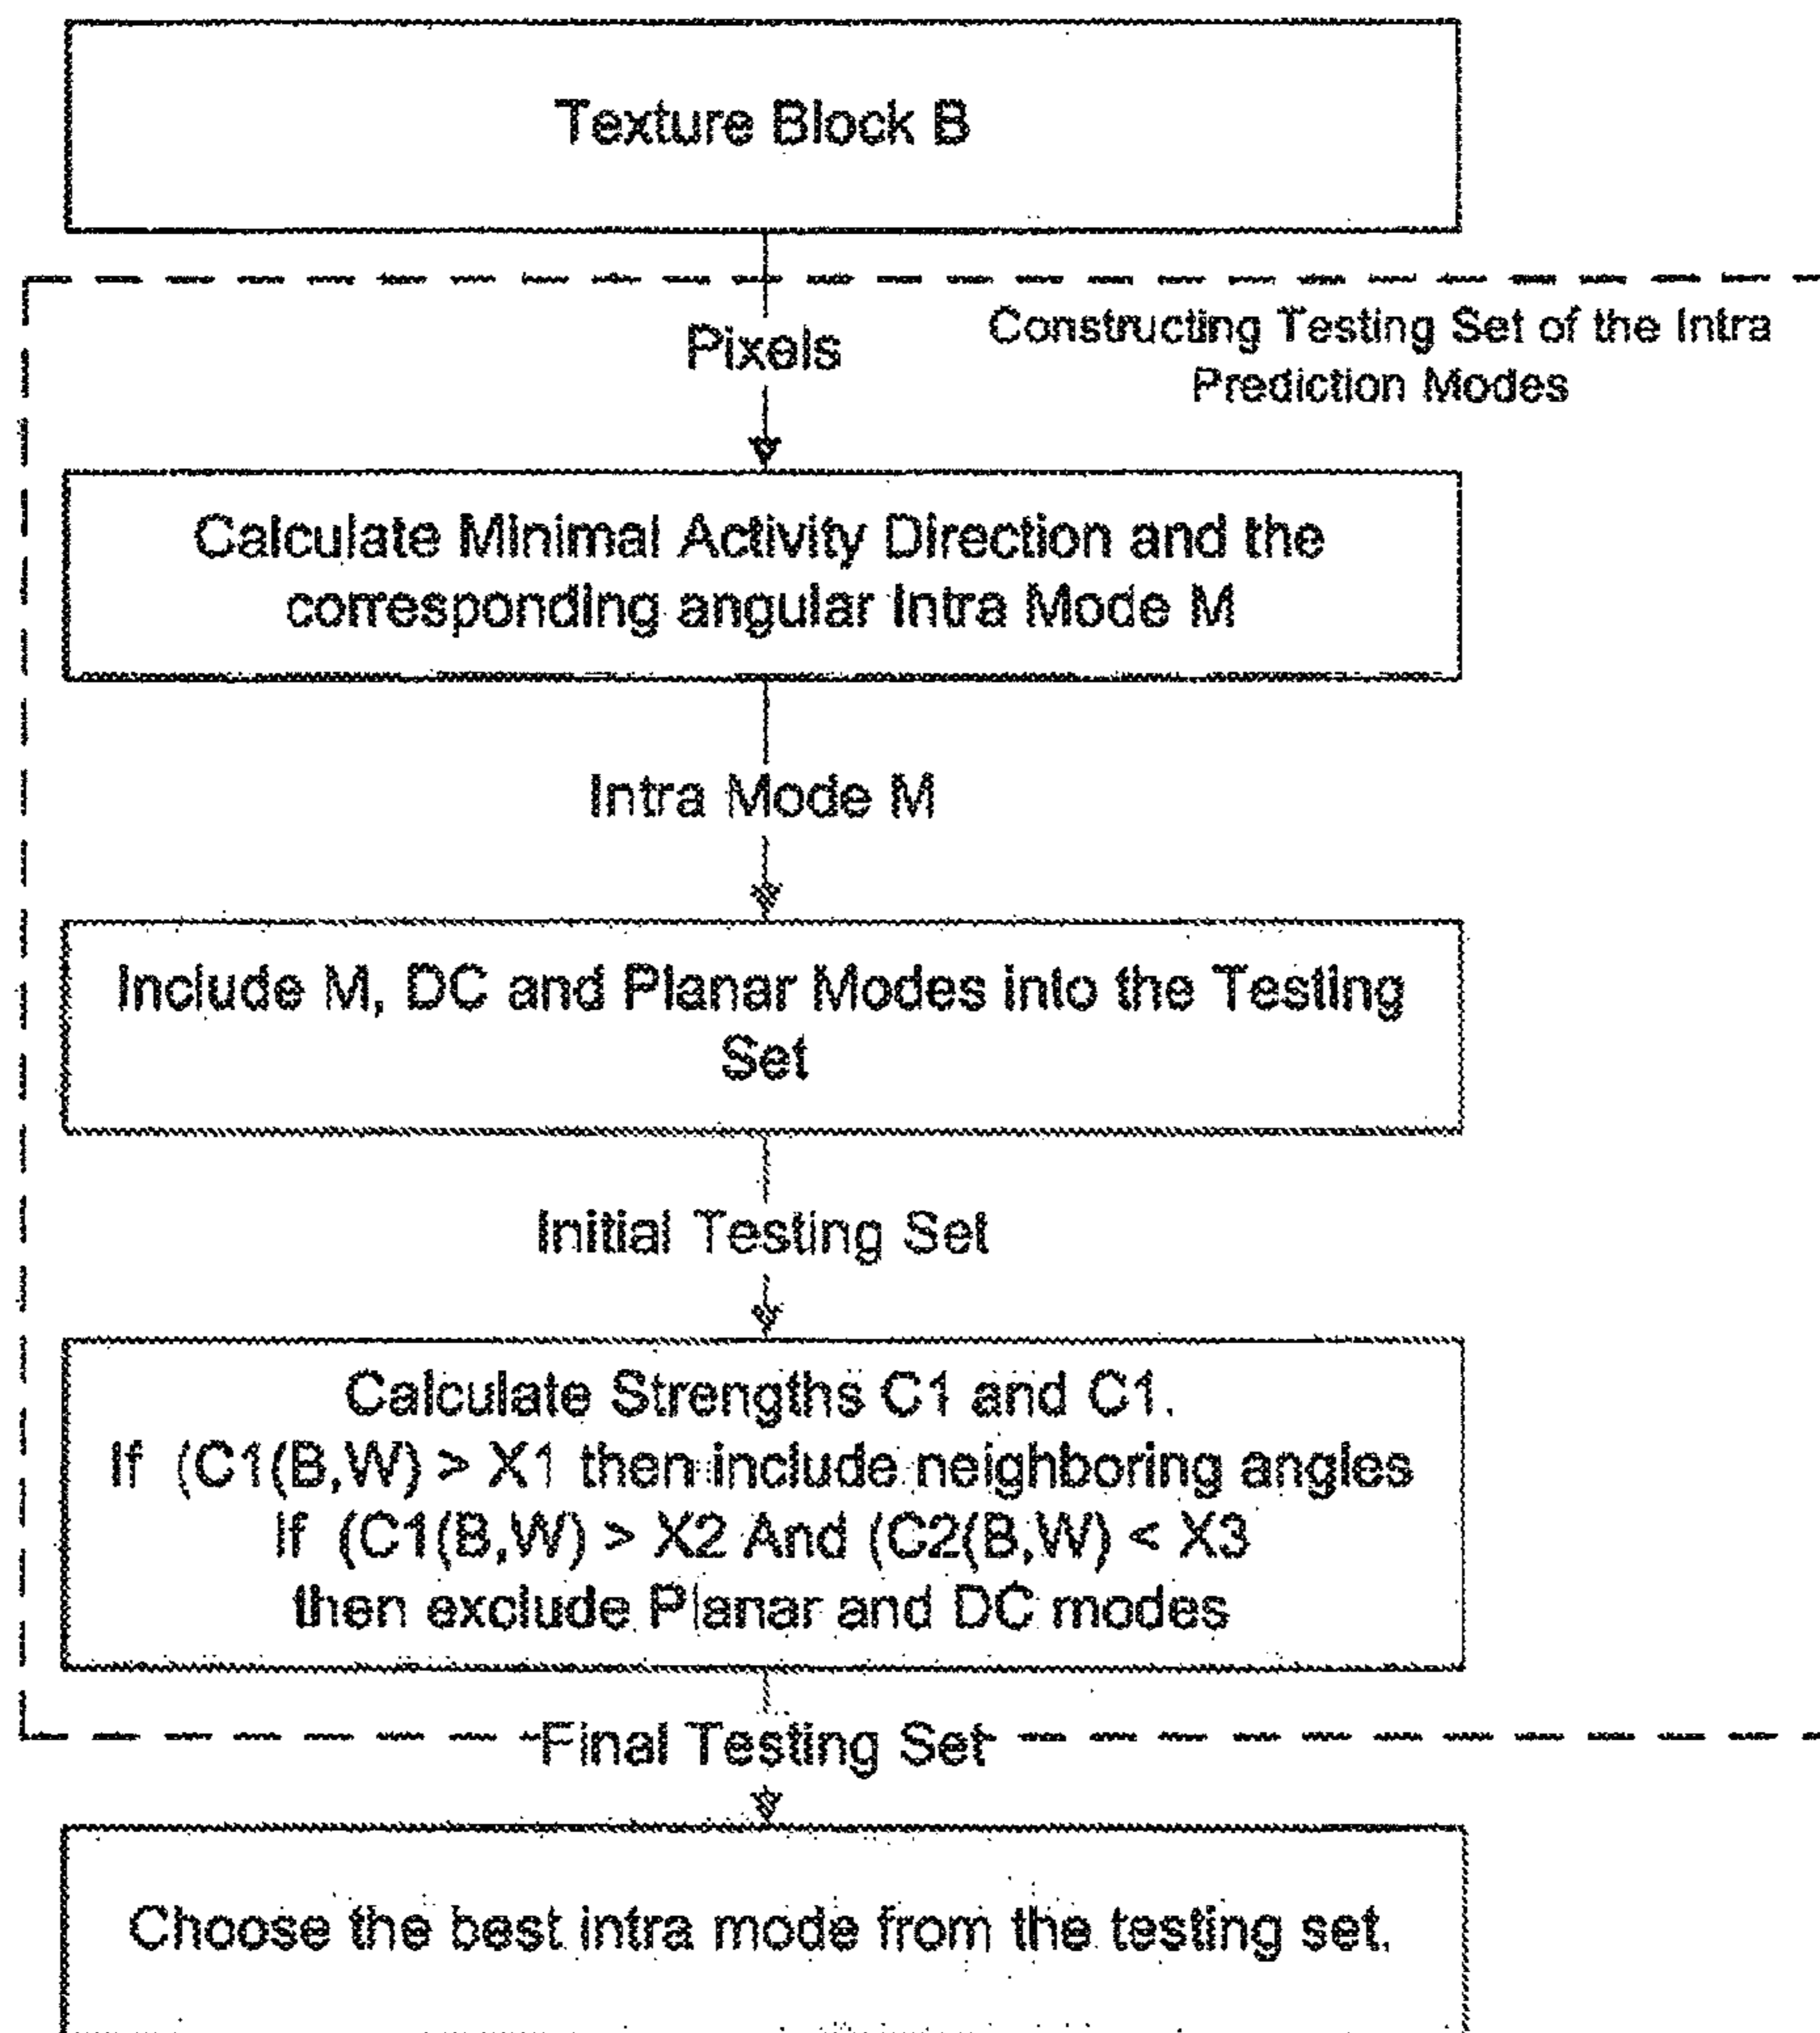 Texture Block B
Pixels
Constructing Testing Set of the Intra
Prediction Modes
Calculate Minimal Activity Direction and the
corresponding angular Intra Mode M
Intra Mode M
Include M, DC and Planar Modes into the Testing
Set
Initial Testing Set
Calculate Strengths C1 and C1.
If (C1(B,W) > X1 then include neighboring angles
If (C1(B,W) > X2 And (C2(B,W) < X3
then exclude Planar and DC modes
Final Testing Set
Choose the best intra mode from the testing set.